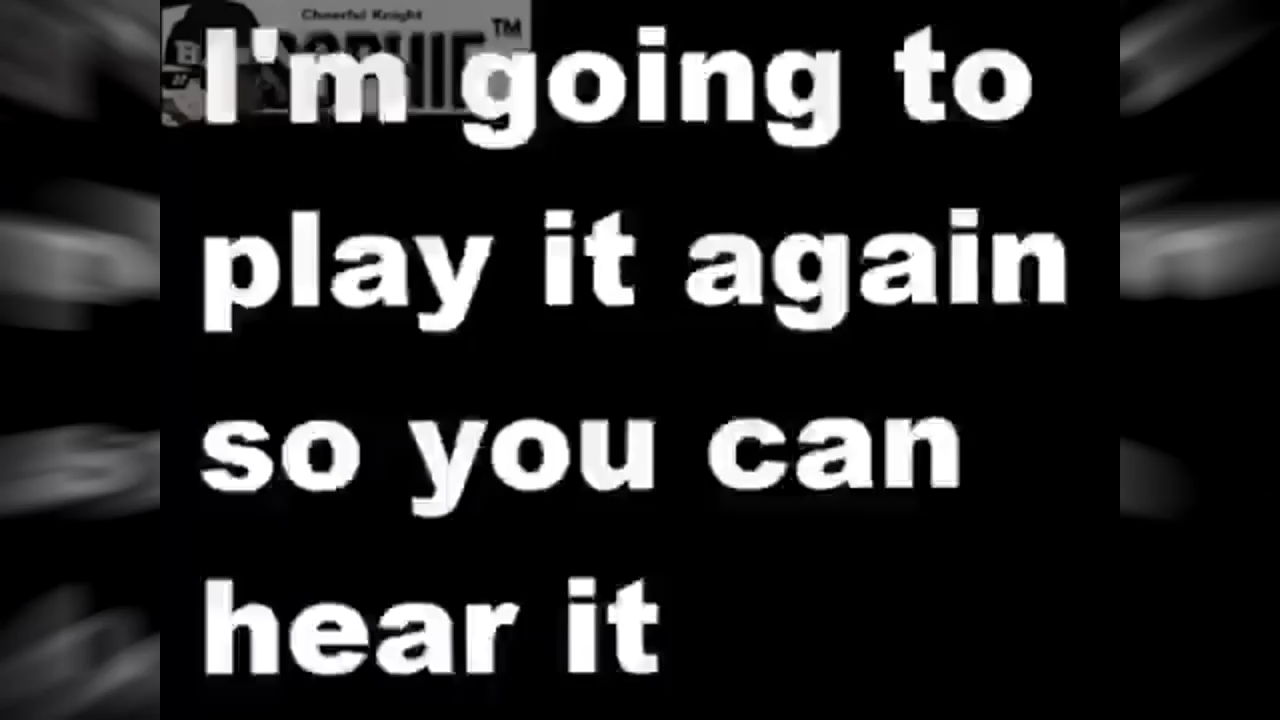 Cheerful Knight
™
I'm going to
play it again
so you can
hear it